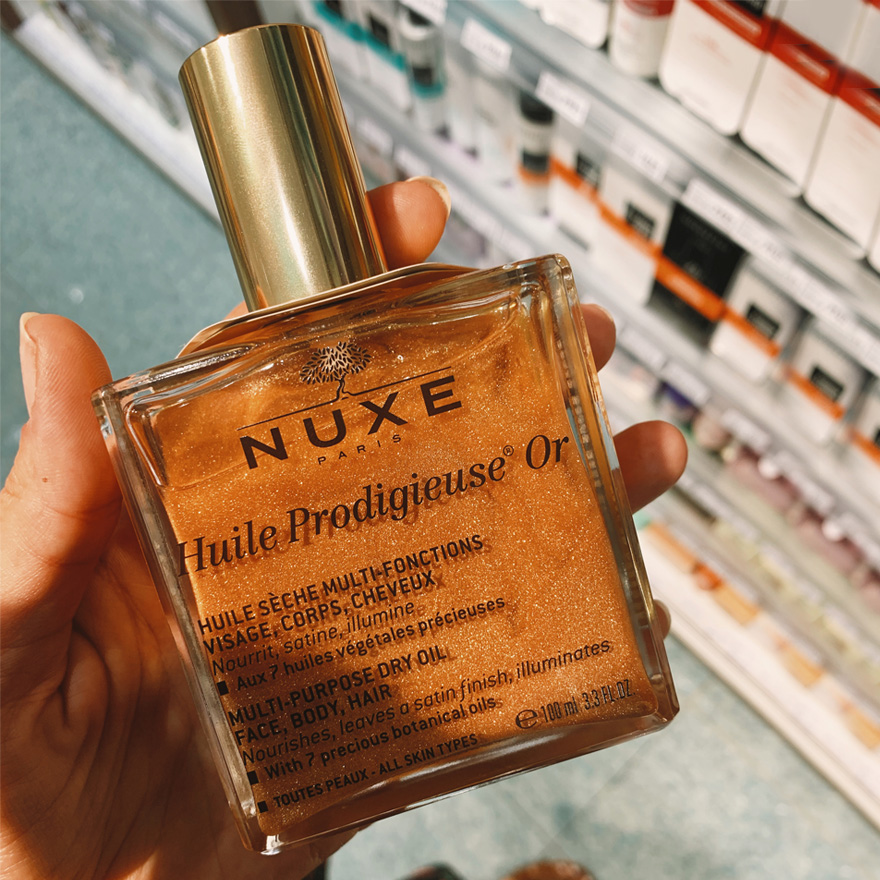 NUXE
PARIS
Huile Prodigieuse® Or
HUILE SÈCHE MULTI-FONCTIONS
VISAGE, CORPS, CHEVEUX
Nourrit, satine, illumine
■ Aux 7 huiles végétales précieuses
MULTI-PURPOSE DRY OIL
FACE, BODY, HAIR
Nourishes, leaves a satin finish, illuminates
■ With 7 precious botanical oils
■ TOUTES PEAUX - ALL SKIN TYPES
℮ 100 ml 3.3 FL.OZ.